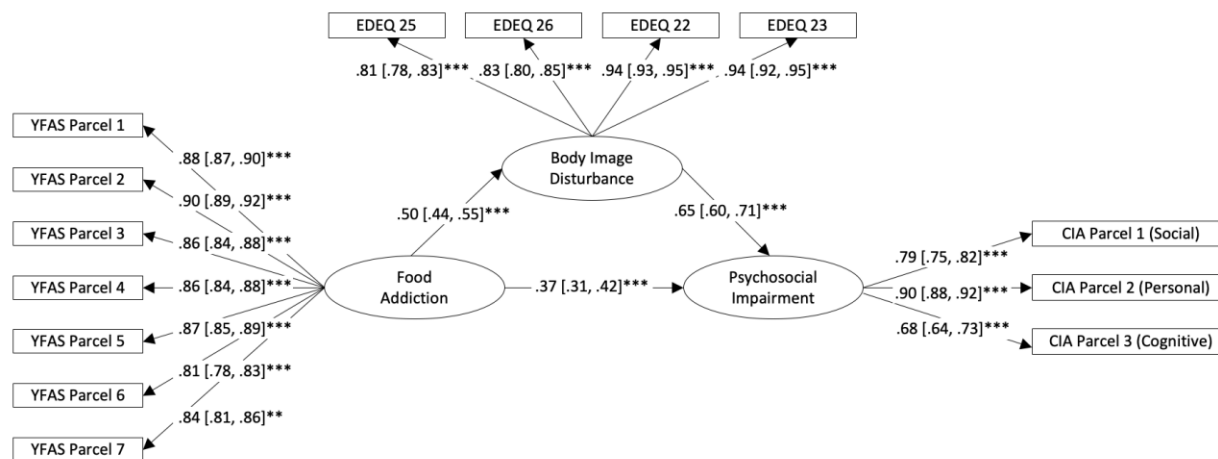 EDEQ 25
EDEQ 26
EDEQ 22
EDEQ 23
.81 [.78, .83]***
.83 [.80, .85]***
.94 [.93, .95]***
.94 [.92, .95]***
YFAS Parcel 1
YFAS Parcel 2
YFAS Parcel 3
YFAS Parcel 4
YFAS Parcel 5
YFAS Parcel 6
YFAS Parcel 7
.88 [.87, .90]***
.90 [.89, .92]***
.86 [.84, .88]***
.86 [.84, .88]***
.87 [.85, .89]***
.81 [.78, .83]***
.84 [.81, .86]**
Body Image
Disturbance
.50 [.44, .55]***
.65 [.60, .71]***
Food
Addiction
.37 [.31, .42]***
Psychosocial
Impairment
.79 [.75, .82]***
.90 [.88, .92]***
.68 [.64, .73]***
CIA Parcel 1 (Social)
CIA Parcel 2 (Personal)
CIA Parcel 3 (Cognitive)